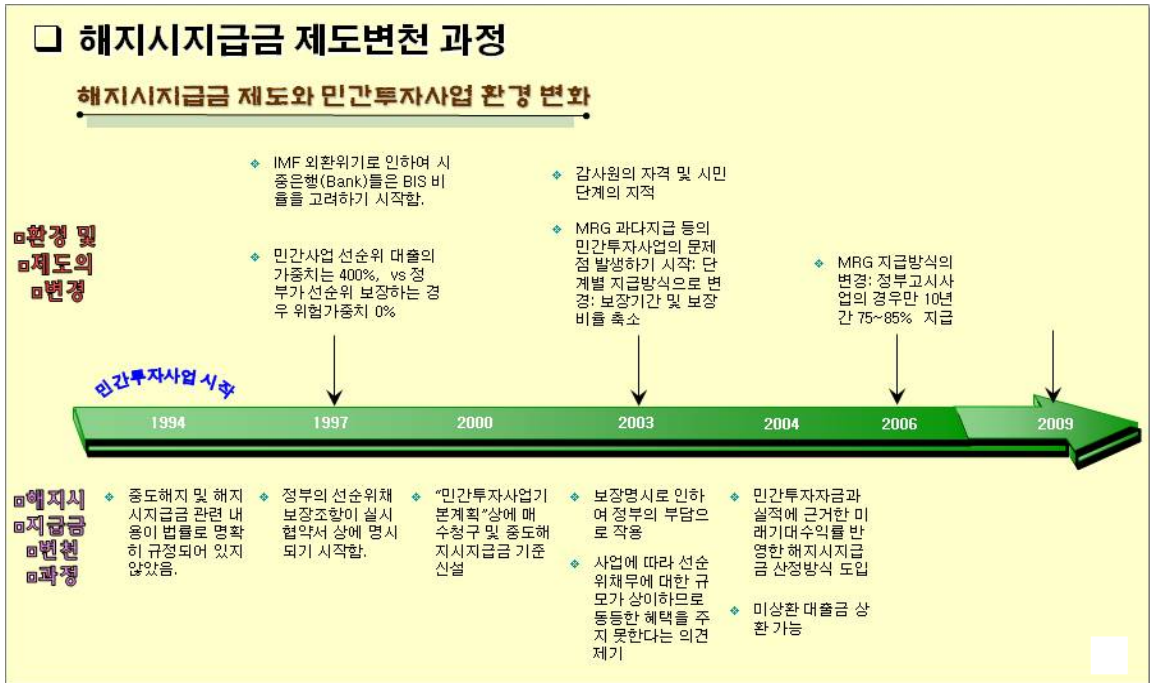 ❑ 해지시지급금 제도변천 과정
해지시지급금 제도와 민간투자사업 환경 변화
환경 및
제도의
변경
IMF 외환위기로 인하여 시
중은행(Bank)들은 BIS 비
율을 고려하기 시작함.
민간사업 선순위 대출의
가중치는 400%, vs 정
부가 선순위 보장하는 경
우 위험가중치 0%
감사원의 자격 및 시민
단계의 지적
MRG 과다지급 등의
민간투자사업의 문제
점 발생하기 시작: 단
계별 지급방식으로 변
경: 보장기간 및 보장
비율 축소
MRG 지급방식의
변경: 정부고시사
업의 경우만 10년
간 75~85% 지급
민간투자사업 시작
1994
1997
2000
2003
2004
2006
2009
해지시
지급금
변천
과정
중도해지 및 해지
시지급금 관련 내
용이 법률로 명확
히 규정되어 있지
않았음.
정부의 선순위채
보장조항이 실시
협약서 상에 명시
되기 시작함.
"민간투자사업기
본계획"상에 매
수청구 및 중도해
지시지급금 기준
신설
보장명시로 인하
여 정부의 부담으
로 작용
사업에 따라 선순
위채무에 대한 규
모가 상이하므로
동등한 혜택을 주
지 못한다는 의견
제기
민간투자자금과
실적에 근거한 미
래기대수익률 반
영한 해지시지급
금 산정방식 도입
미상환 대출금 상
환 가능